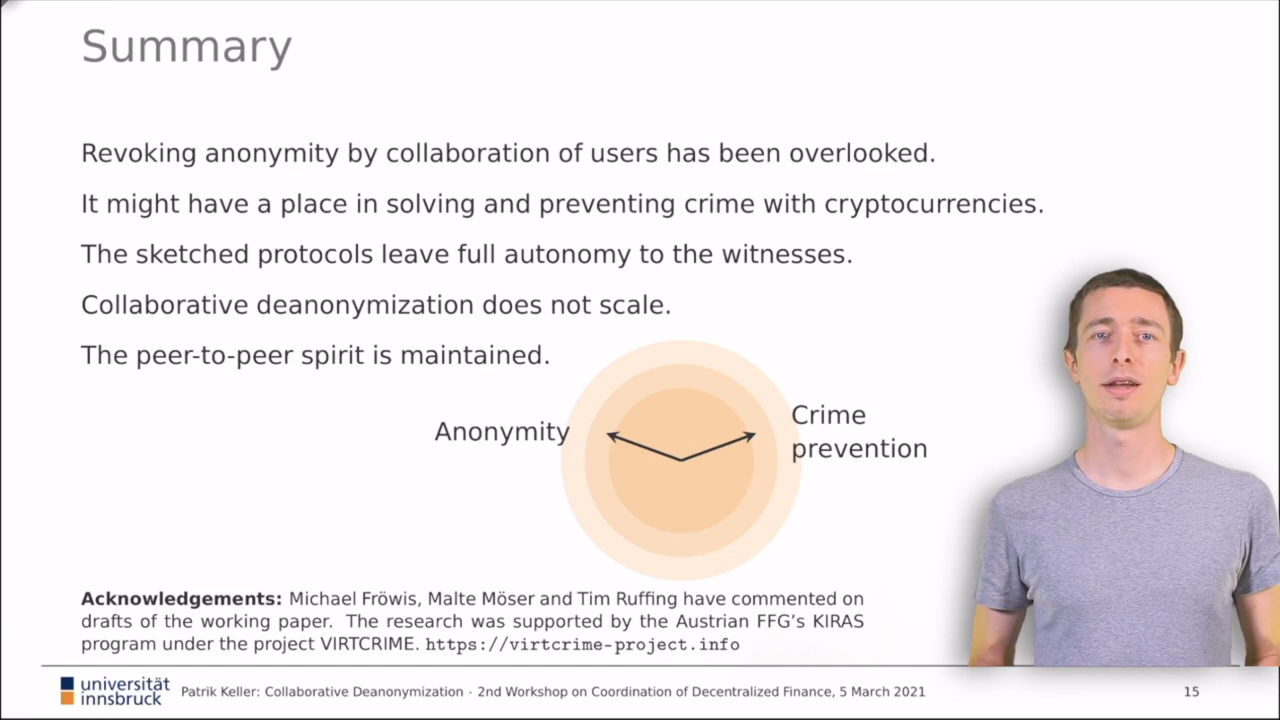 Summary
Revoking anonymity by collaboration of users has been overlooked.
It might have a place in solving and preventing crime with cryptocurrencies.
The sketched protocols leave full autonomy to the witnesses.
Collaborative deanonymization does not scale.
The peer-to-peer spirit is maintained.
Anonymity
Crime
prevention
Acknowledgements: Michael Fröwis, Malte Möser and Tim Ruffing have commented on
drafts of the working paper. The research was supported by the Austrian FFG's KIRAS
program under the project VIRTCRIME. https://virtcrime-project.info
universität
innsbruck
Patrik Keller: Collaborative Deanonymization · 2nd Workshop on Coordination of Decentralized Finance, 5 March 2021
15